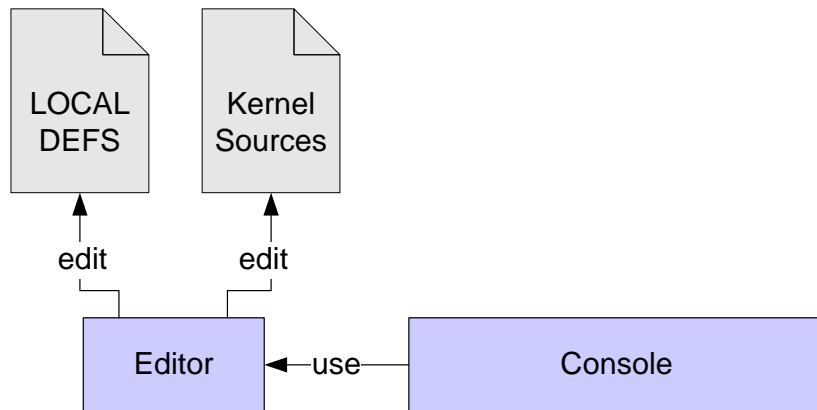 LOCAL
DEFS
Kernel
Sources
edit
edit
Editor
use
Console